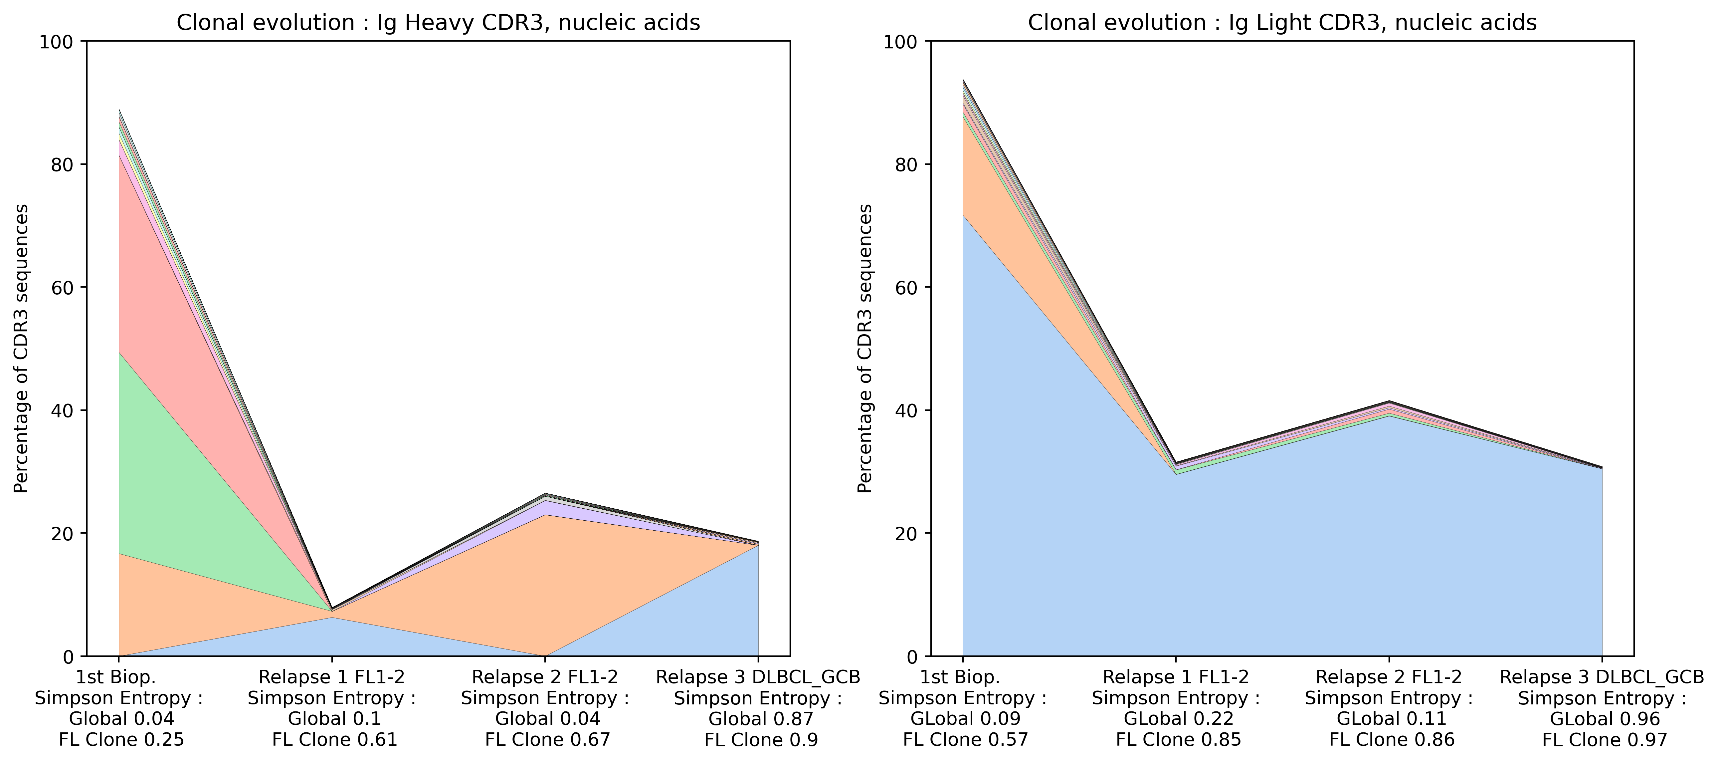 Clonal evolution : Ig Heavy CDR3, nucleic acids
Percentage of CDR3 sequences
100
80
60
40
20
0
1st Biop.
Simpson Entropy :
Global 0.04
FL Clone 0.25
Relapse 1 FL1-2
Simpson Entropy :
Global 0.1
FL Clone 0.61
Relapse 2 FL1-2
Simpson Entropy :
Global 0.04
FL Clone 0.67
Relapse 3 DLBCL_GCB
Simpson Entropy :
Global 0.87
FL Clone 0.9
Clonal evolution : Ig Light CDR3, nucleic acids
Percentage of CDR3 sequences
100
80
60
40
20
0
1st Biop.
Simpson Entropy :
GLobal 0.09
FL Clone 0.57
Relapse 1 FL1-2
Simpson Entropy :
GLobal 0.22
FL Clone 0.85
Relapse 2 FL1-2
Simpson Entropy :
GLobal 0.11
FL Clone 0.86
Relapse 3 DLBCL_GCB
Simpson Entropy :
GLobal 0.96
FL Clone 0.97